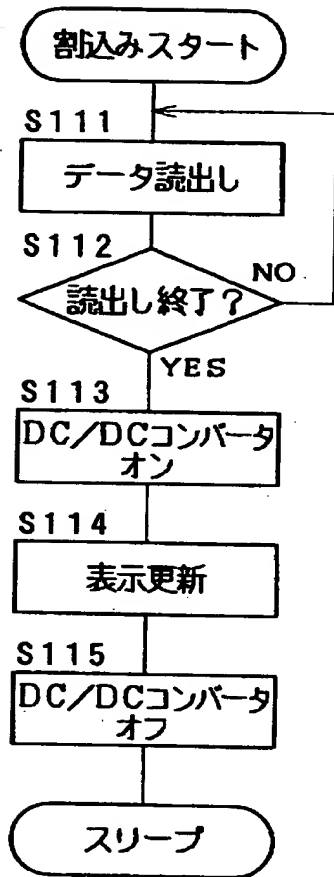 割込みスタート
S111
データ読出し
S112
読出し終了?
NO
YES
S113
DC/DCコンバータ
オン
S114
表示更新
S115
DC/DCコンバータ
オフ
スリープ